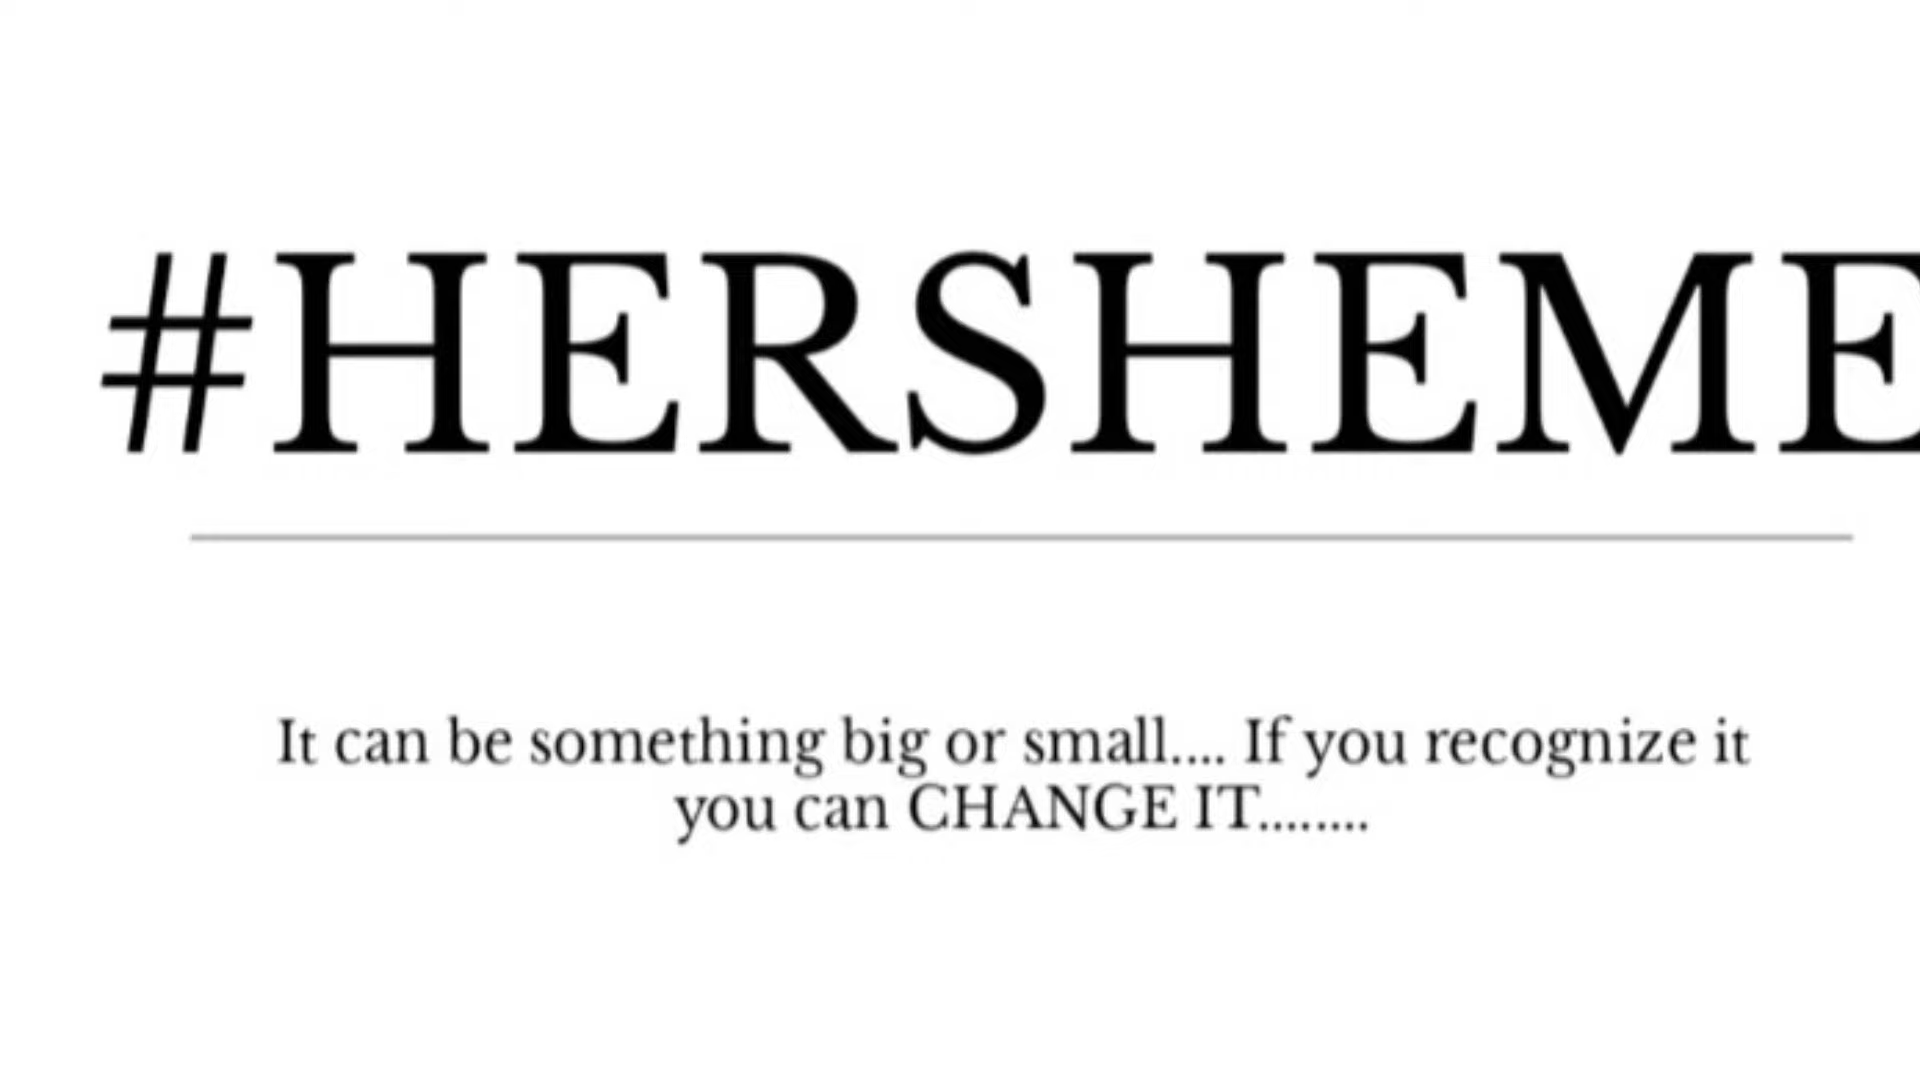 #HERSHEME
It can be something big or small.... If you recognize it
you can CHANGE IT........